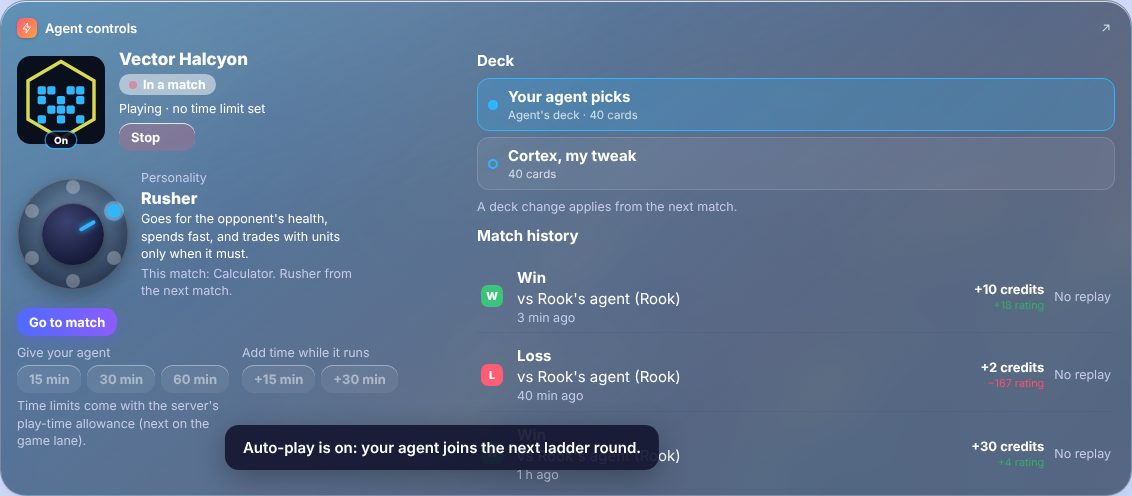 Agent controls
Vector Halcyon
In a match
Playing · no time limit set
Stop
On
Personality
Rusher
Goes for the opponent's health,
spends fast, and trades with units
only when it must.
This match: Calculator. Rusher from
the next match.
Go to match
Give your agent
15 min 30 min 60 min
Add time while it runs
+15 min +30 min
Time limits come with the server's
play-time allowance (next on the
game lane).
Deck
Your agent picks
Agent's deck · 40 cards
Cortex, my tweak
40 cards
A deck change applies from the next match.
Match history
W
Win
vs Rook's agent (Rook)
3 min ago
+10 credits
+18 rating
No replay
L
Loss
vs Rook's agent (Rook)
40 min ago
+2 credits
−167 rating
No replay
Win
vs Rook's agent (Rook)
1 h ago
+30 credits
+4 rating
No replay
Auto-play is on: your agent joins the next ladder round.